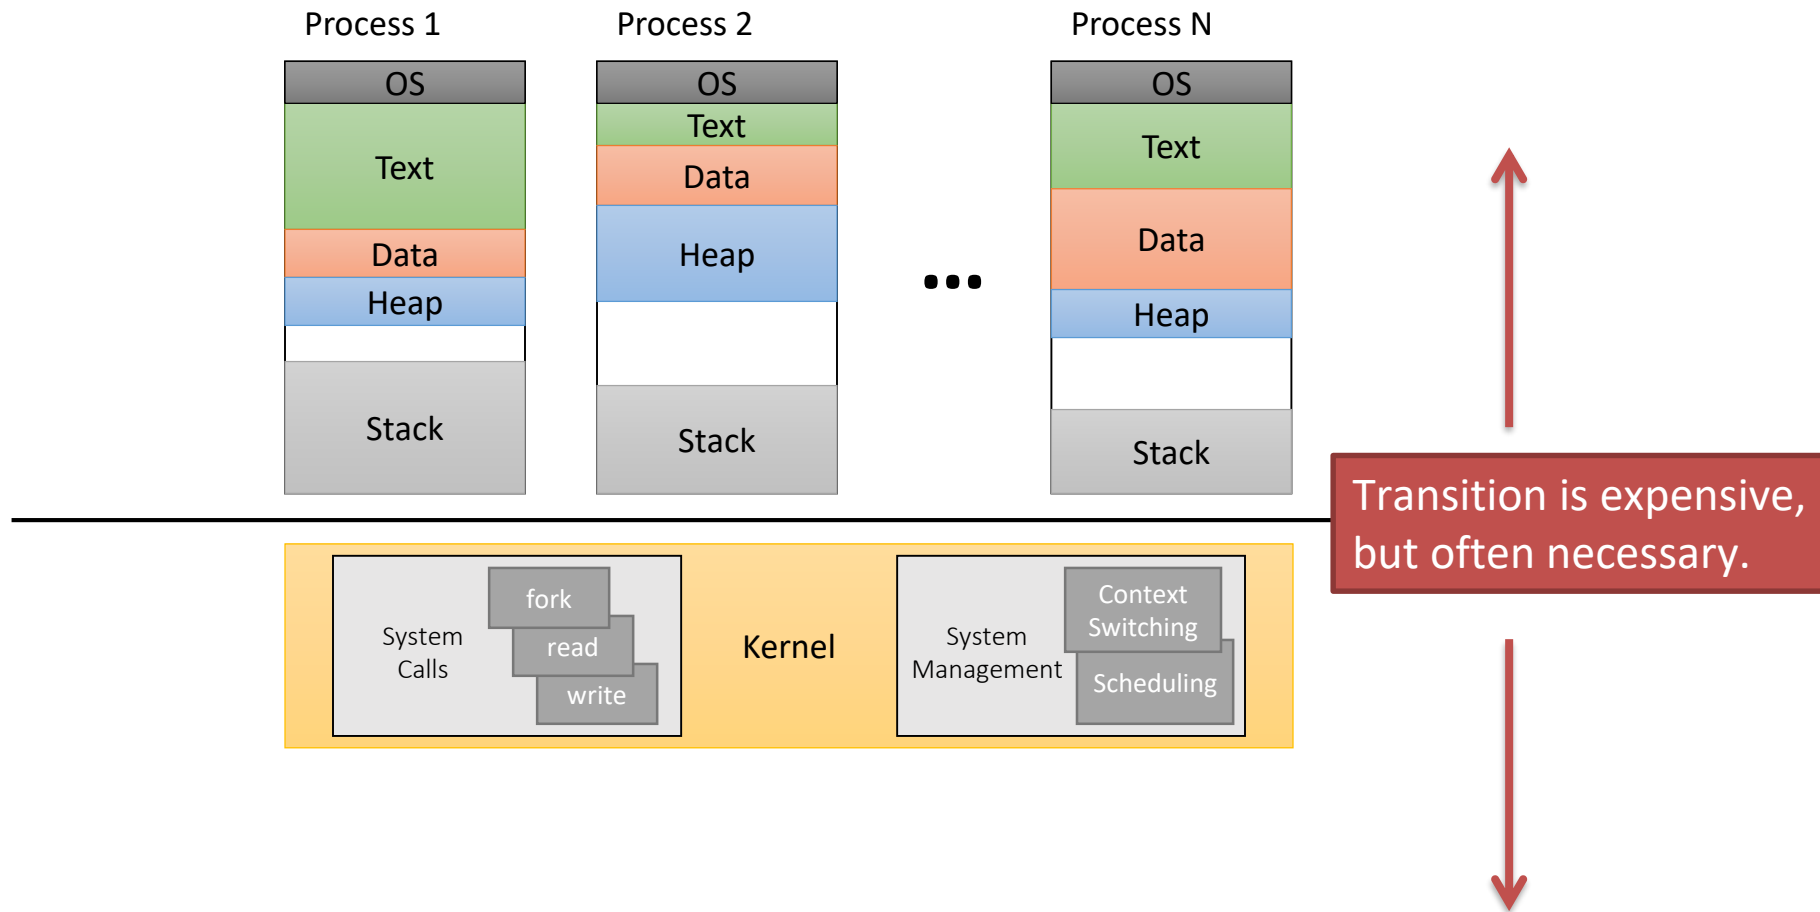 Process 1
Process 2
Process N
OS
Text
Data
Heap
Stack
OS
Text
Data
Heap
Stack
...
OS
Text
Data
Heap
Stack
Transition is expensive,
but often necessary.
System
Calls
fork
read
write
Kernel
System
Management
Context
Switching
Scheduling